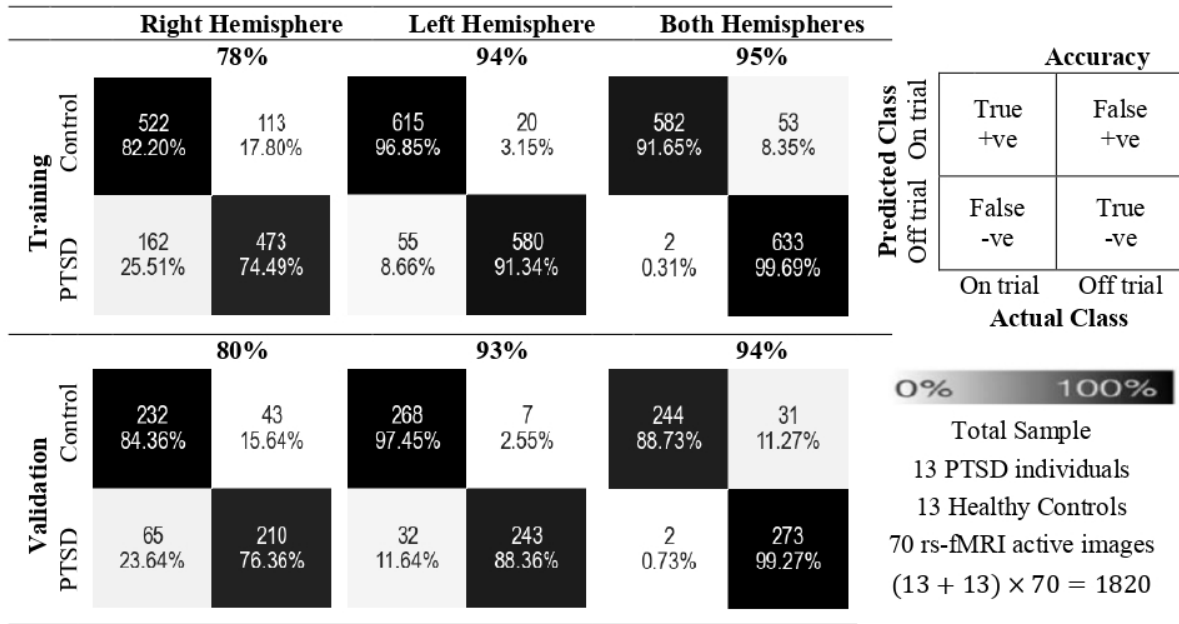 Right Hemisphere Left Hemisphere Both Hemispheres
78% 94% 95%
Training
Control
522 113 615 20 582 53
82.20% 17.80% 96.85% 3.15% 91.65% 8.35%
PTSD
162 473 55 580 2 633
25.51% 74.49% 8.66% 91.34% 0.31% 99.69%
80% 93% 94%
Validation
Control
232 43 268 7 244 31
84.36% 15.64% 97.45% 2.55% 88.73% 11.27%
PTSD
65 210 32 243 2 273
23.64% 76.36% 11.64% 88.36% 0.73% 99.27%
Accuracy
Predicted Class
On trial
True False
+ve +ve
Off trial
False True
-ve -ve
On trial Off trial
Actual Class
0% 100%
Total Sample
13 PTSD individuals
13 Healthy Controls
70 rs-fMRI active images
(13 + 13) × 70 = 1820